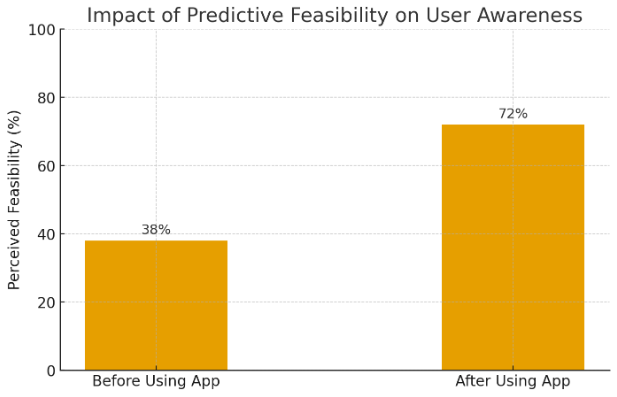 Impact of Predictive Feasibility on User Awareness
Perceived Feasibility (%)
100
80
60
40
20
0
38%
72%
Before Using App
After Using App